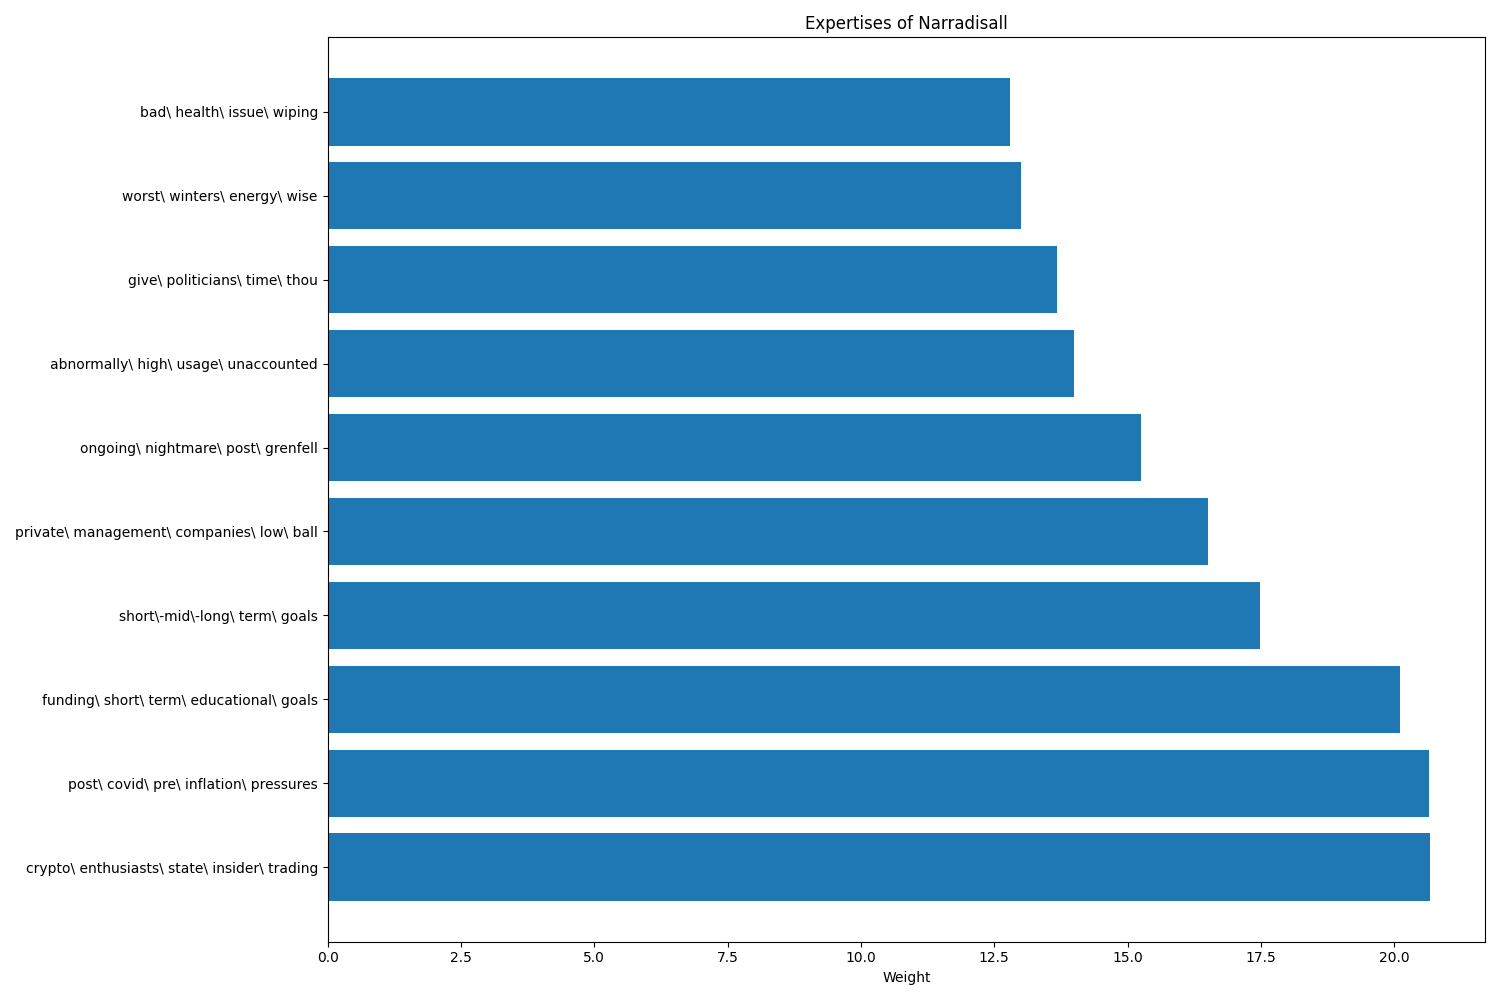 Expertises of Narradisall
bad\ health\ issue\ wiping
worst\ winters\ energy\ wise
give\ politicians\ time\ thou
abnormally\ high\ usage\ unaccounted
ongoing\ nightmare\ post\ grenfell
private\ management\ companies\ low\ ball
short\-mid\-long\ term\ goals
funding\ short\ term\ educational\ goals
post\ covid\ pre\ inflation\ pressures
crypto\ enthusiasts\ state\ insider\ trading
0.0 2.5 5.0 7.5 10.0 12.5 15.0 17.5 20.0
Weight